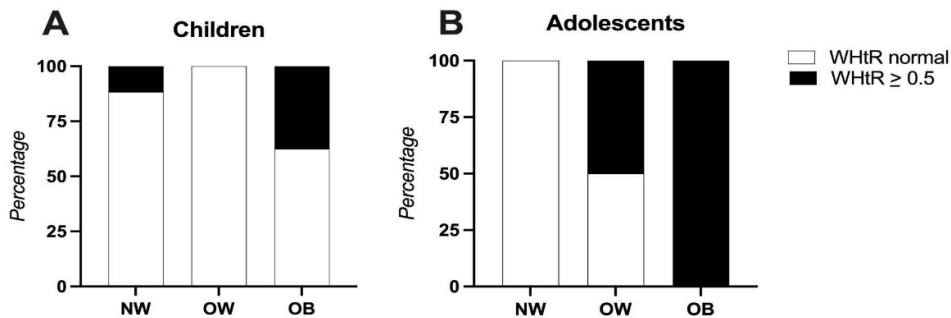 A
Children
Percentage
100
75
50
25
0
NW
OW
OB
B
Adolescents
Percentage
100
75
50
25
0
NW
OW
OB
WHtR normal
WHtR ≥ 0.5